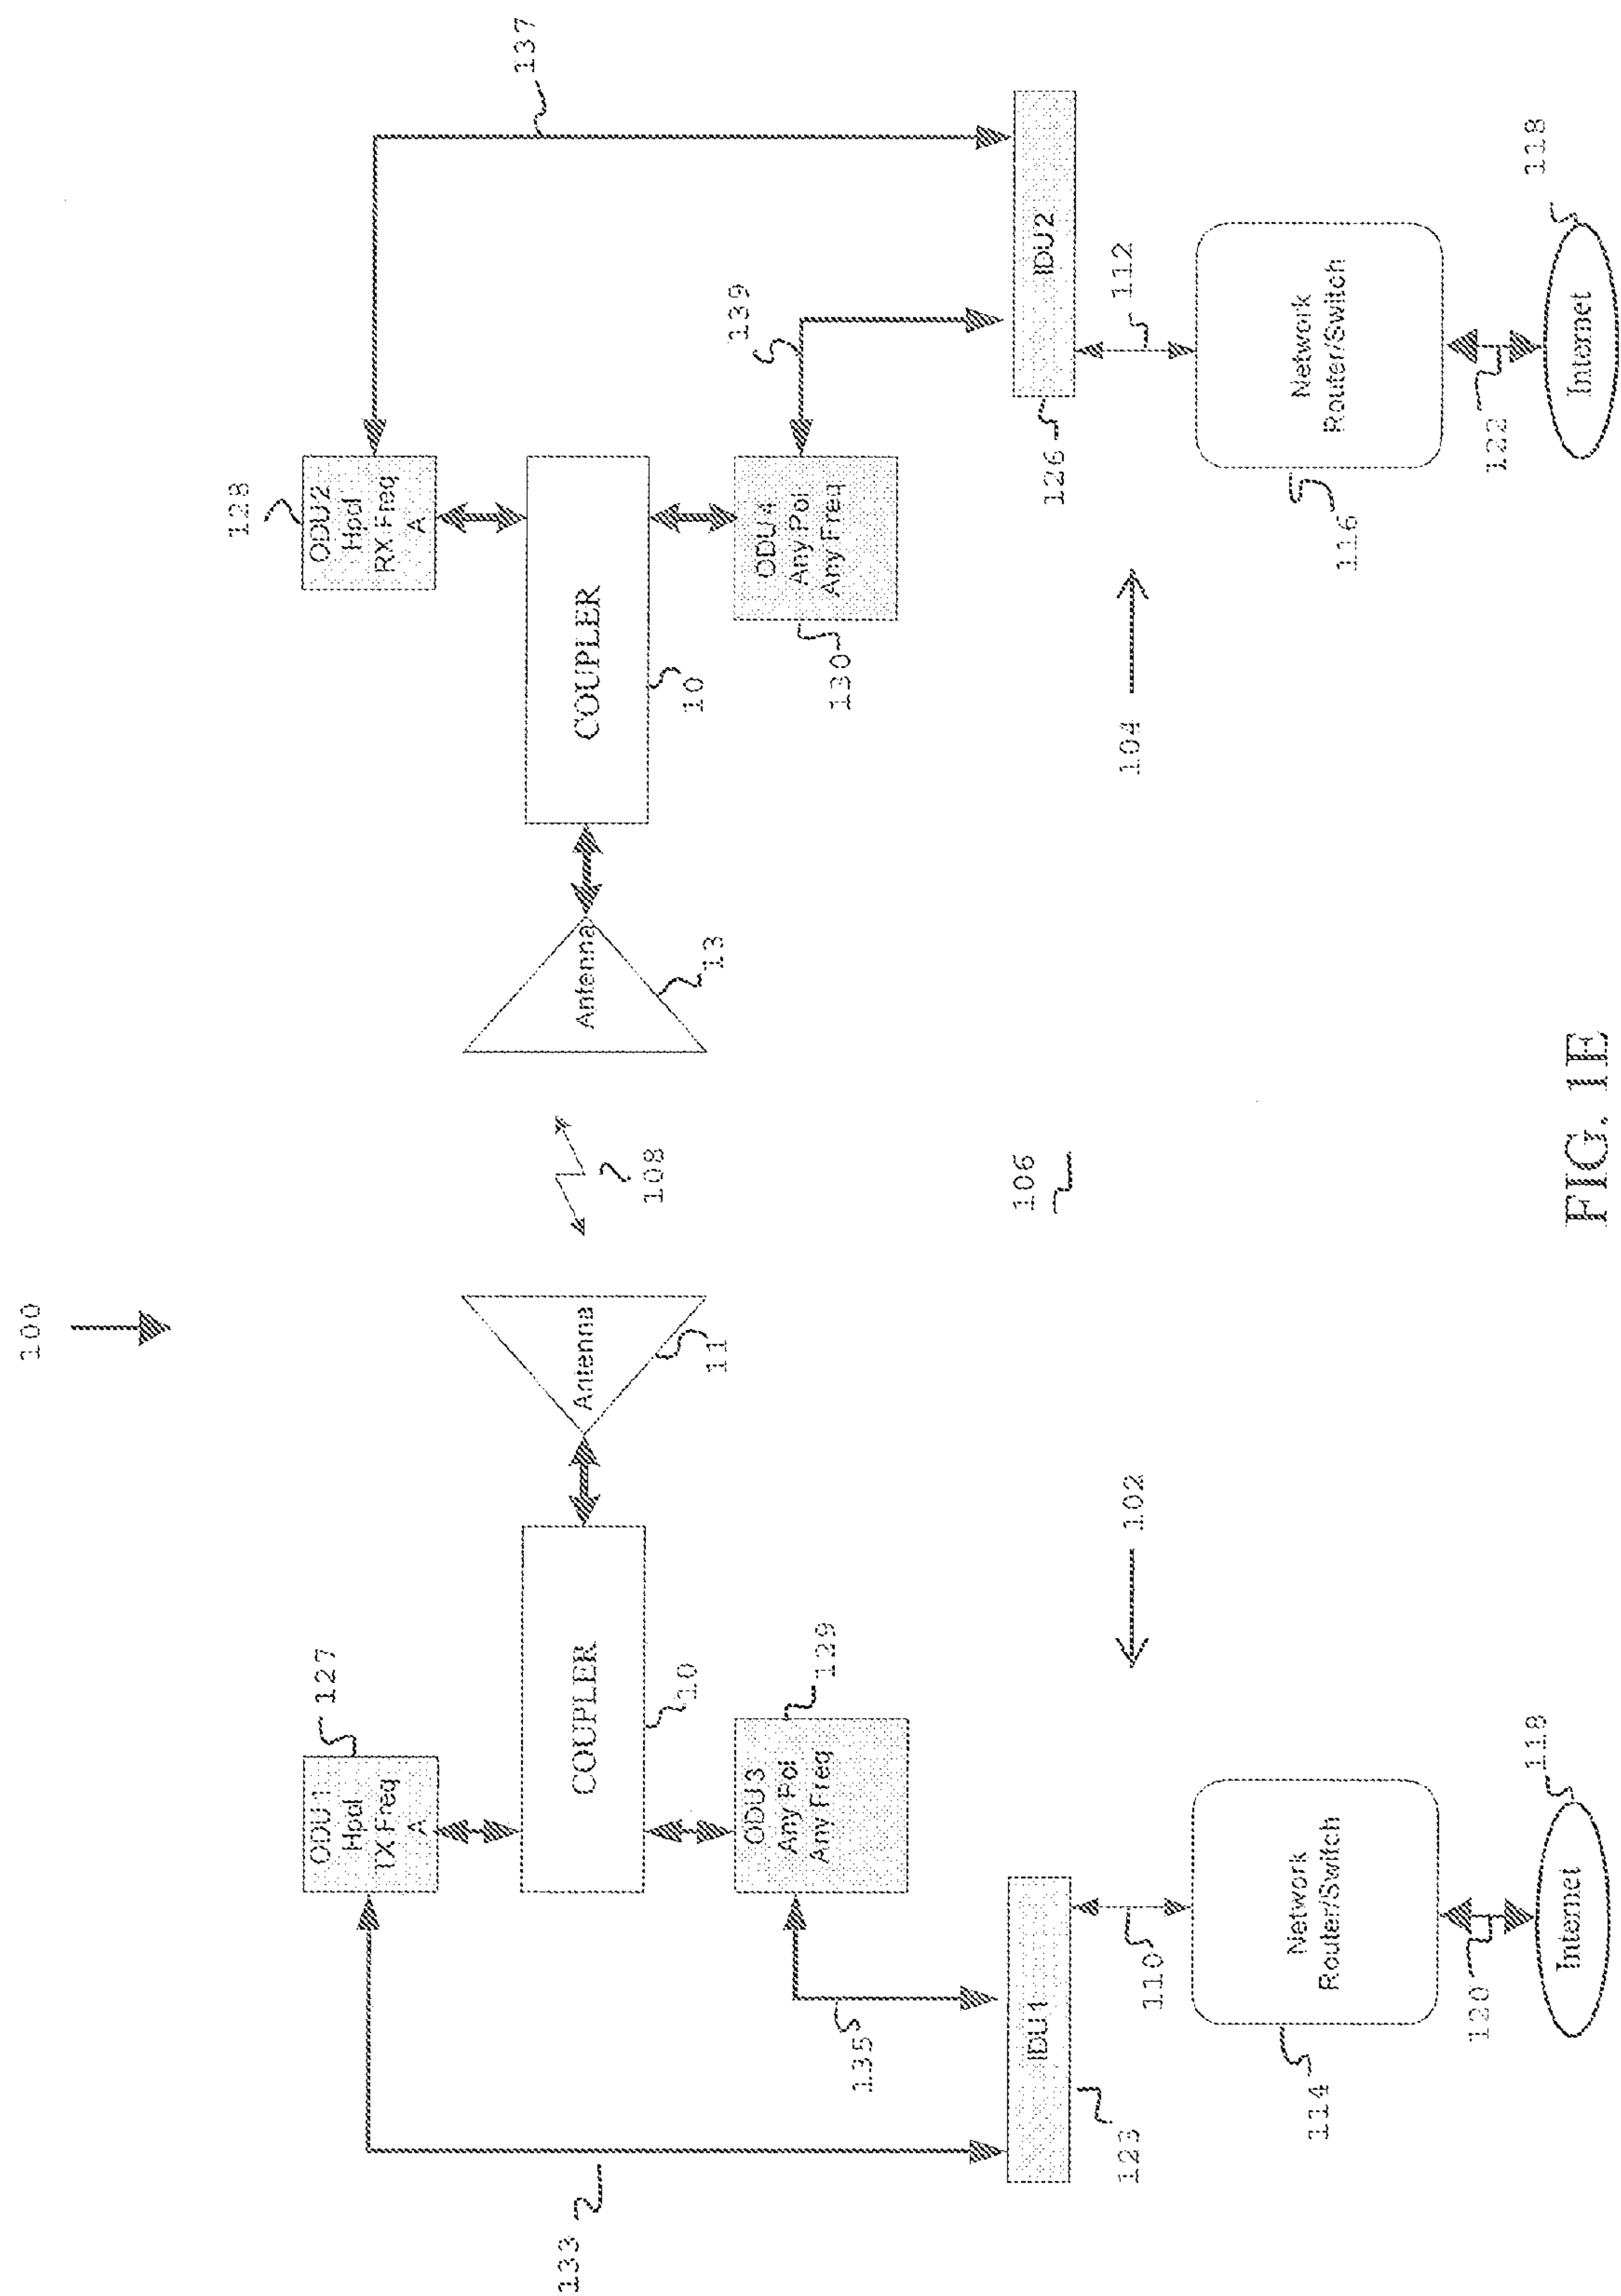 100
127
ODU1
Hpol
TX Freq
A
128
ODU2
Hpol
RX Freq
A
137
133
COUPLER
10
Antenna
11
108
Antenna
13
COUPLER
10
ODU3
Any Pol
Any Freq
129
ODU4
Any Pol
Any Freq
130
139
135
IDU1
123
106
126
IDU2
110
102
104
112
114
Network
Router/Switch
116
Network
Router/Switch
120
118
122
118
Internet
Internet
FIG. 1E